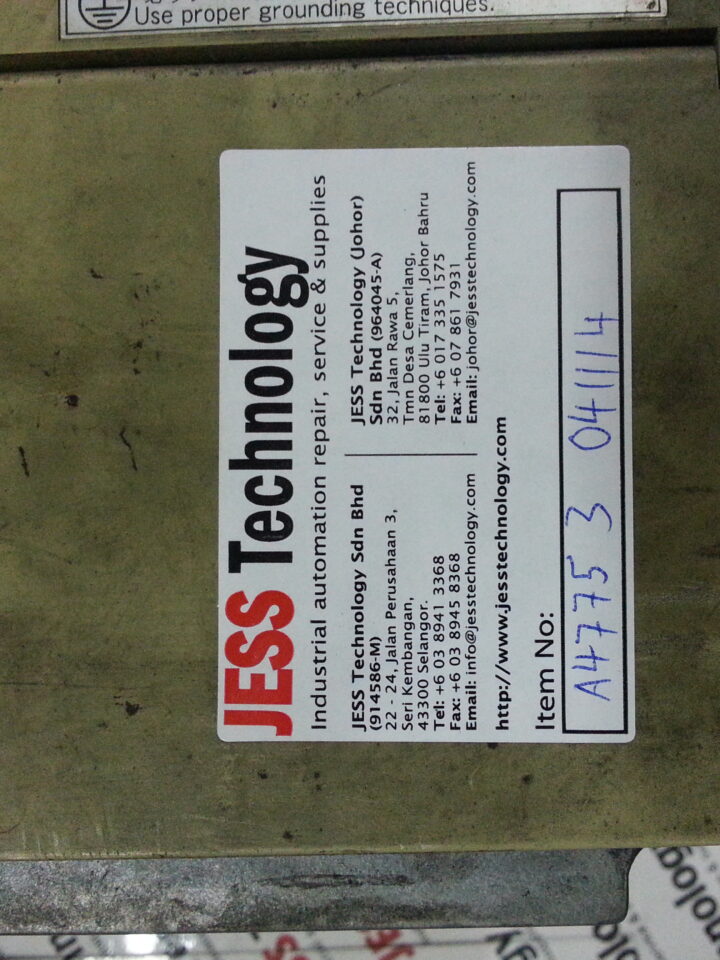 Use proper grounding techniques.
JESS Technology
Industrial automation repair, service & supplies
JESS Technology Sdn Bhd
(914586-M)
22 - 24, Jalan Perusahaan 3,
Seri Kembangan,
43300 Selangor.
Tel: +6 03 8941 3368
Fax: +6 03 8945 8368
Email: info@jesstechnology.com
JESS Technology (Johor)
Sdn Bhd (964045-A)
32, Jalan Rawa 5,
Tmn Desa Cemerlang,
81800 Ulu Tiram, Johor Bahru
Tel: +6 017 335 1575
Fax: +6 07 861 7931
Email: johor@jesstechnology.com
http://www.jesstechnology.com
Item No:
A4775 3 041114
JESS